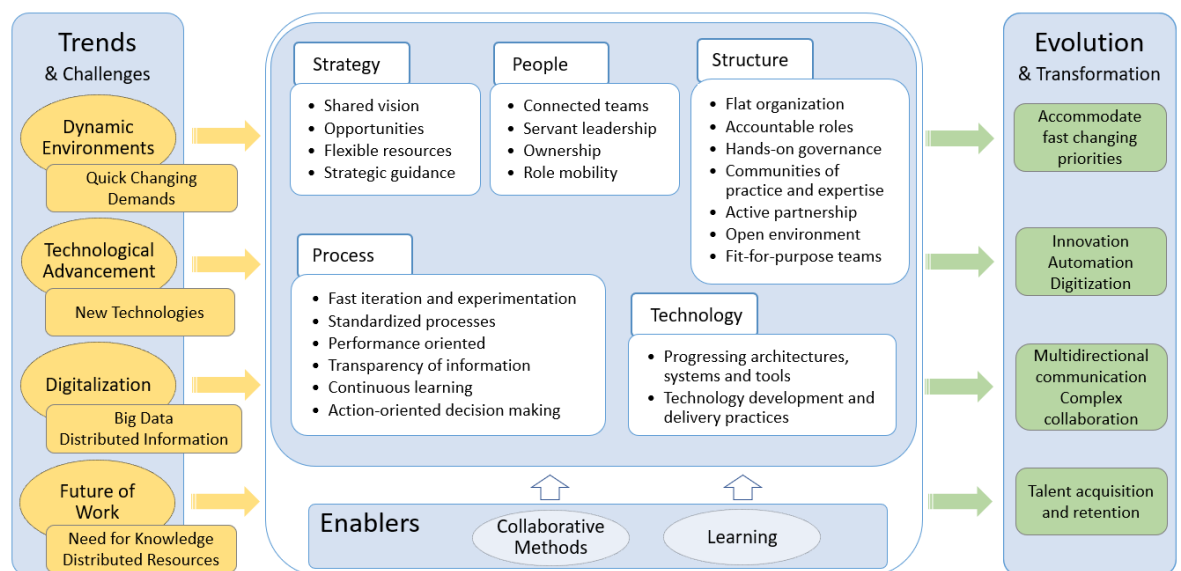 Trends
& Challenges
Dynamic
Environments
Quick Changing
Demands
Technological
Advancement
New Technologies
Digitalization
Big Data
Distributed Information
Future of
Work
Need for Knowledge
Distributed Resources
Strategy
• Shared vision
• Opportunities
• Flexible resources
• Strategic guidance
People
• Connected teams
• Servant leadership
• Ownership
• Role mobility
Structure
• Flat organization
• Accountable roles
• Hands-on governance
• Communities of
practice and expertise
• Active partnership
• Open environment
• Fit-for-purpose teams
Process
• Fast iteration and experimentation
• Standardized processes
• Performance oriented
• Transparency of information
• Continuous learning
• Action-oriented decision making
Technology
• Progressing architectures,
systems and tools
• Technology development and
delivery practices
Enablers
Collaborative
Methods
Learning
Evolution
& Transformation
Accommodate
fast changing
priorities
Innovation
Automation
Digitization
Multidirectional
communication
Complex
collaboration
Talent acquisition
and retention